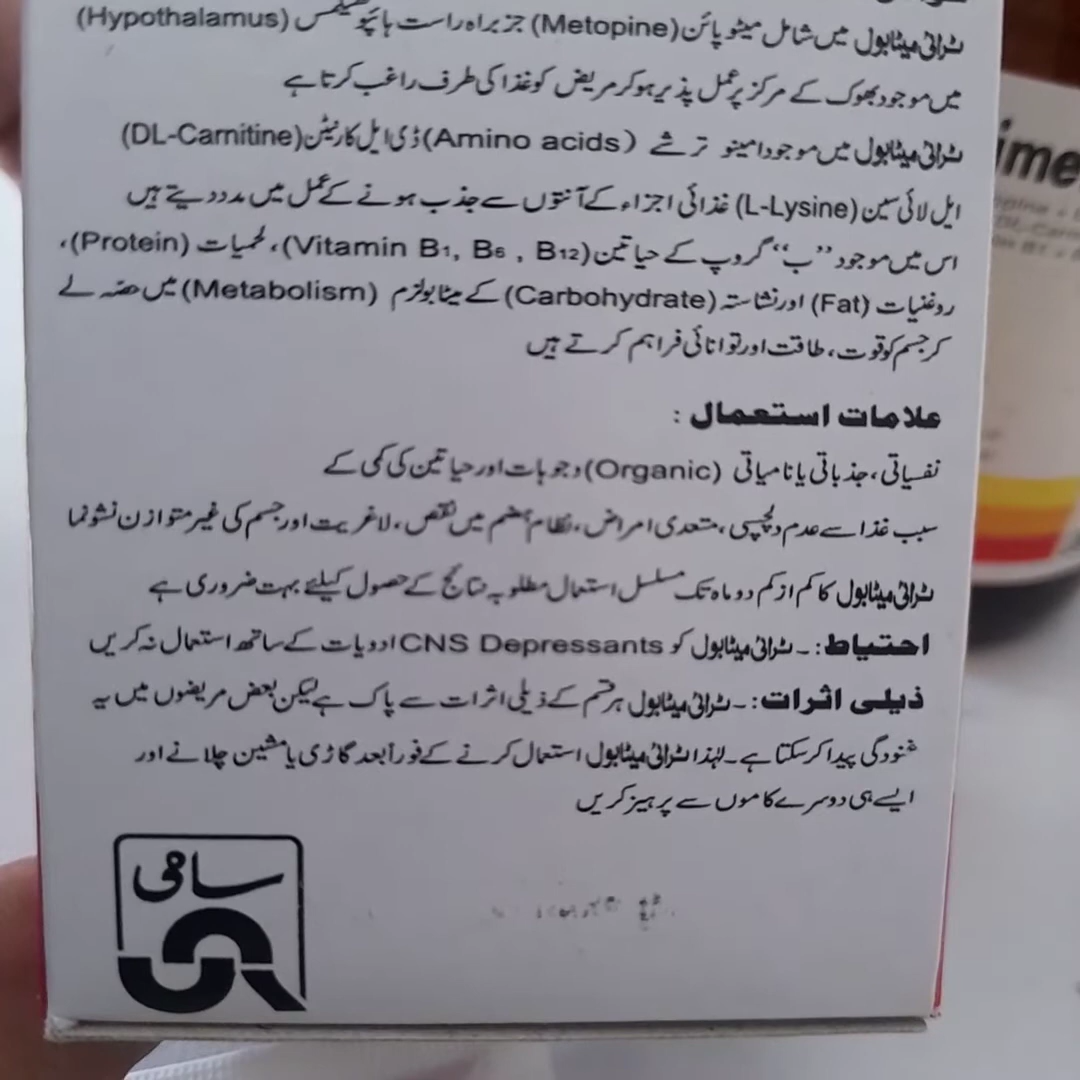 ٹرائی میٹابول میں شامل میٹوپائن (Metopine) جز براہ راست ہائپوتھیلمس (Hypothalamus)
میں موجود بھوک کے مرکز پر عمل پذیر ہو کر مریض کو غذا کی طرف راغب کرتا ہے
ٹرائی میٹابول میں موجود امینو ترشے (Amino acids) ڈی ایل کارنیٹن (DL-Carnitine)
ایل لائی سین (L-Lysine) غذائی اجزاء کے آنتوں سے جذب ہونے کے عمل میں مدد دیتے ہیں
اس میں موجود ”ب“ گروپ کے حیاتین (Vitamin B1, B6 , B12)، لحمیات (Protein)،
روغنیات (Fat) اور نشاستہ (Carbohydrate) کے میٹابولزم (Metabolism) میں حصہ لے
کر جسم کو قوت، طاقت اور توانائی فراہم کرتے ہیں
علامات استعمال :
نفسیاتی، جذباتی یا نامیاتی (Organic) وجوہات اور حیاتین کی کمی کے
سبب غذا سے عدم دلچسپی، متعدی امراض، نظام ہضم میں نقص، لاغریت اور جسم کی غیر متوازن نشونما
ٹرائی میٹابول کا کم از کم دو ماہ تک مسلسل استعمال مطلوبہ نتائج کے حصول کیلئے بہت ضروری ہے
احتیاط :۔ ٹرائی میٹابول کو CNS Depressants ادویات کے ساتھ استعمال نہ کریں
ذیلی اثرات :۔ ٹرائی میٹابول ہر قسم کے ذیلی اثرات سے پاک ہے لیکن بعض مریضوں میں یہ
غنودگی پیدا کر سکتا ہے۔ لہٰذا ٹرائی میٹابول استعمال کرنے کے فوراً بعد گاڑی یا مشین چلانے اور
ایسے ہی دوسرے کاموں سے پرہیز کریں
سامی
ime